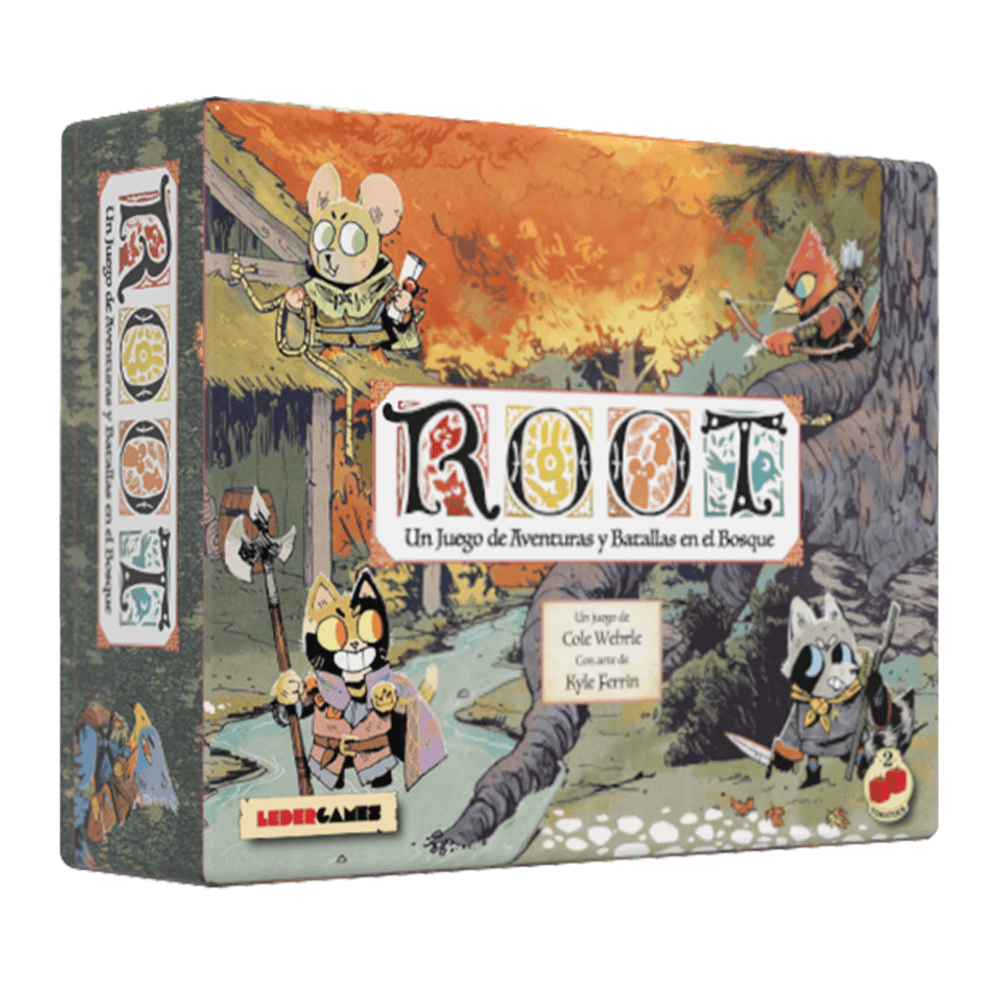 ROOT
Un Juego de Aventuras y Batallas en el Bosque
ROOT
Un Juego de Aventuras y Batallas en el Bosque
Un juego de
Cole Wehrle
Con arte de
Kyle Ferrin
LEDERGAMES
2